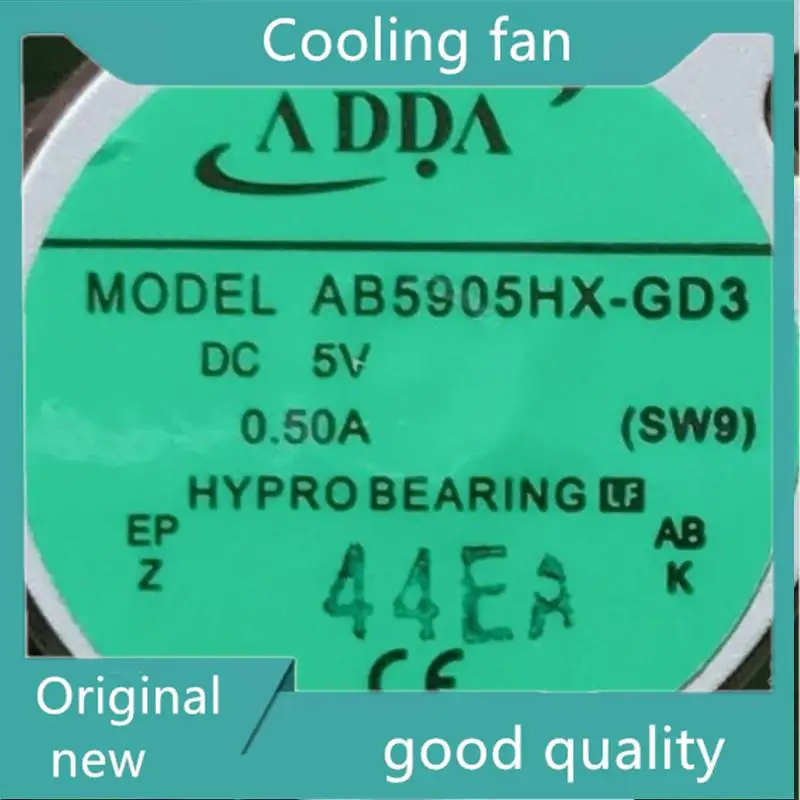 Cooling fan
ADDA
MODEL AB5905HX-GD3
DC 5V
0.50A (SW9)
HYPRO BEARING LF
EP AB
Z K
44EA
CE
Original
new
good quality